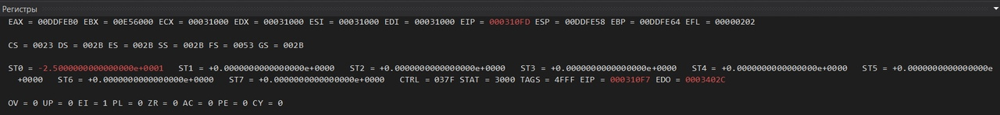 Регистры
EAX = 00DDFEB0 EBX = 00E56000 ECX = 00031000 EDX = 00031000 ESI = 00031000 EDI = 00031000 EIP = 000310FD ESP = 00DDFE58 EBP = 00DDFE64 EFL = 00000202
CS = 0023 DS = 002B ES = 002B SS = 002B FS = 0053 GS = 002B
ST0 = -2.5000000000000000e+0001 ST1 = +0.0000000000000000e+0000 ST2 = +0.0000000000000000e+0000 ST3 = +0.0000000000000000e+0000 ST4 = +0.0000000000000000e+0000 ST5 = +0.0000000000000000e
+0000 ST6 = +0.0000000000000000e+0000 ST7 = +0.0000000000000000e+0000 CTRL = 037F STAT = 3000 TAGS = 4FFF EIP = 000310F7 EDO = 0003402C
OV = 0 UP = 0 EI = 1 PL = 0 ZR = 0 AC = 0 PE = 0 CY = 0